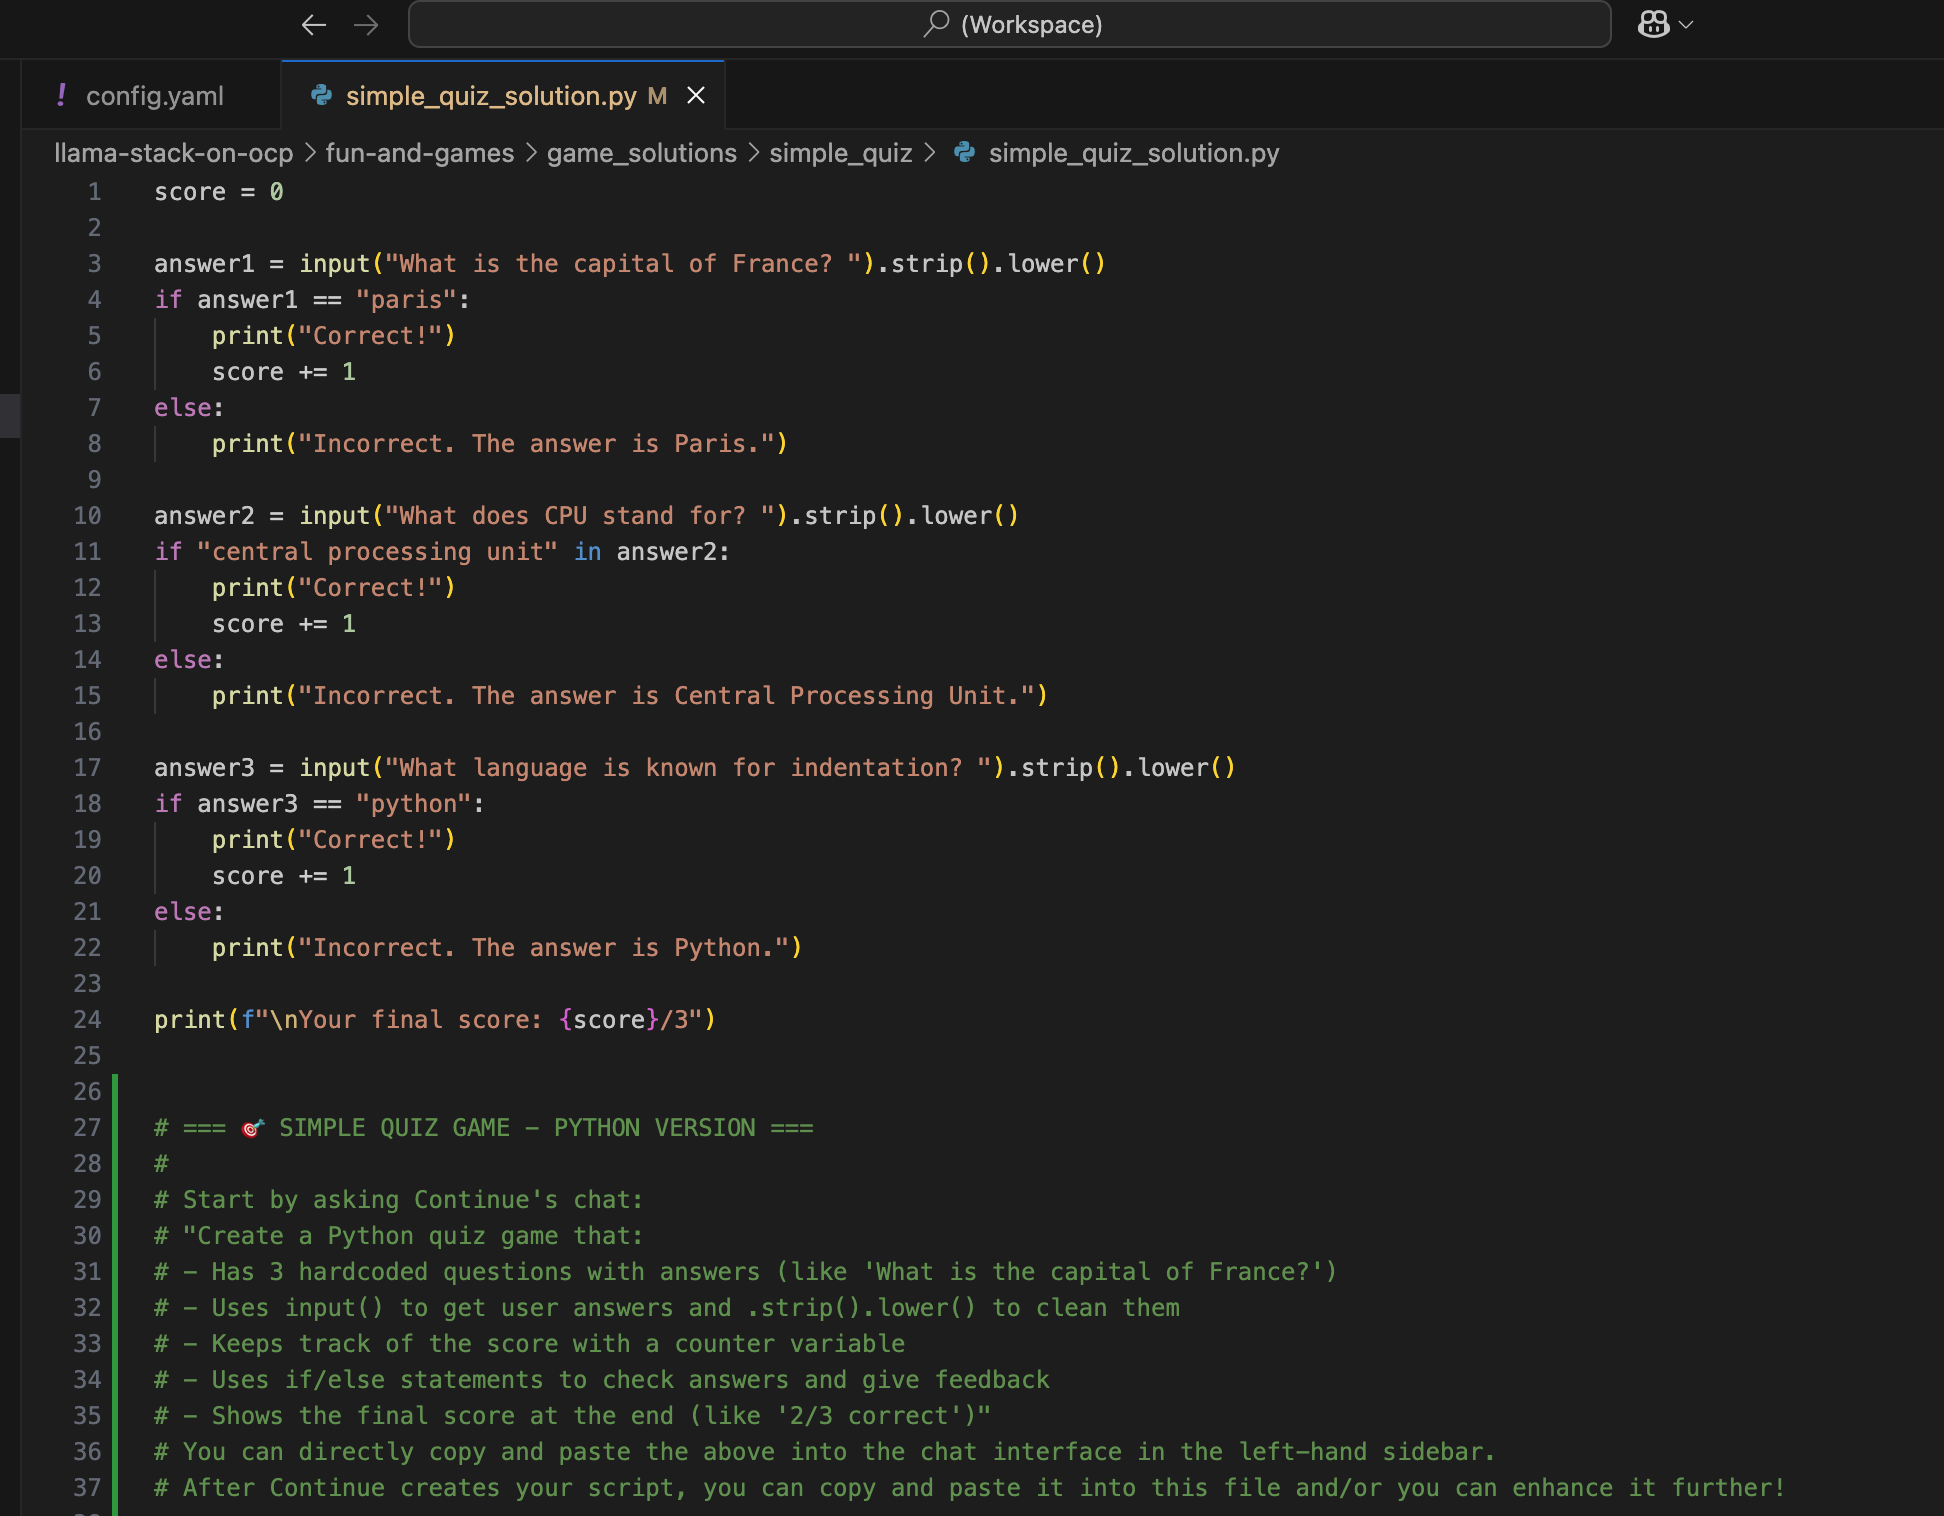 (Workspace)
! config.yaml
simple_quiz_solution.py M
llama-stack-on-ocp > fun-and-games > game_solutions > simple_quiz > simple_quiz_solution.py
1 score = 0
2
3 answer1 = input("What is the capital of France? ").strip().lower()
4 if answer1 == "paris":
5     print("Correct!")
6     score += 1
7 else:
8     print("Incorrect. The answer is Paris.")
9
10 answer2 = input("What does CPU stand for? ").strip().lower()
11 if "central processing unit" in answer2:
12     print("Correct!")
13     score += 1
14 else:
15     print("Incorrect. The answer is Central Processing Unit.")
16
17 answer3 = input("What language is known for indentation? ").strip().lower()
18 if answer3 == "python":
19     print("Correct!")
20     score += 1
21 else:
22     print("Incorrect. The answer is Python.")
23
24 print(f"\nYour final score: {score}/3")
25
26
27 # === 🎯 SIMPLE QUIZ GAME - PYTHON VERSION ===
28 #
29 # Start by asking Continue's chat:
30 # "Create a Python quiz game that:
31 # - Has 3 hardcoded questions with answers (like 'What is the capital of France?')
32 # - Uses input() to get user answers and .strip().lower() to clean them
33 # - Keeps track of the score with a counter variable
34 # - Uses if/else statements to check answers and give feedback
35 # - Shows the final score at the end (like '2/3 correct')"
36 # You can directly copy and paste the above into the chat interface in the left-hand sidebar.
37 # After Continue creates your script, you can copy and paste it into this file and/or you can enhance it further!